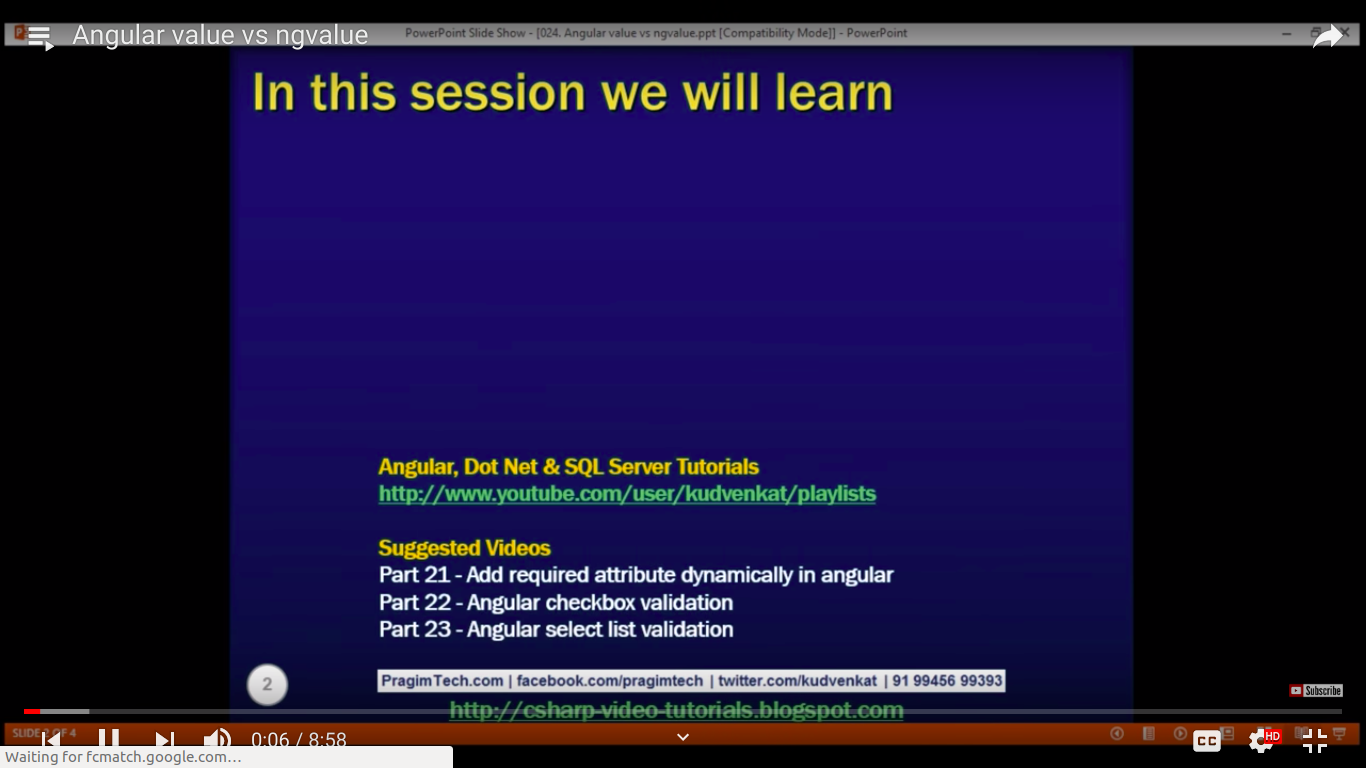 Angular value vs ngvalue
PowerPoint Slide Show - [024. Angular value vs ngvalue.ppt [Compatibility Mode]] - PowerPoint
In this session we will learn
Angular, Dot Net & SQL Server Tutorials
http://www.youtube.com/user/kudvenkat/playlists
Suggested Videos
Part 21 - Add required attribute dynamically in angular
Part 22 - Angular checkbox validation
Part 23 - Angular select list validation
2
PragimTech.com | facebook.com/pragimtech | twitter.com/kudvenkat | 91 99456 99393
Subscribe
http://csharp-video-tutorials.blogspot.com
SLIDE 2 OF 4
0:06 / 8:58
CC
HD
Waiting for fcmatch.google.com…